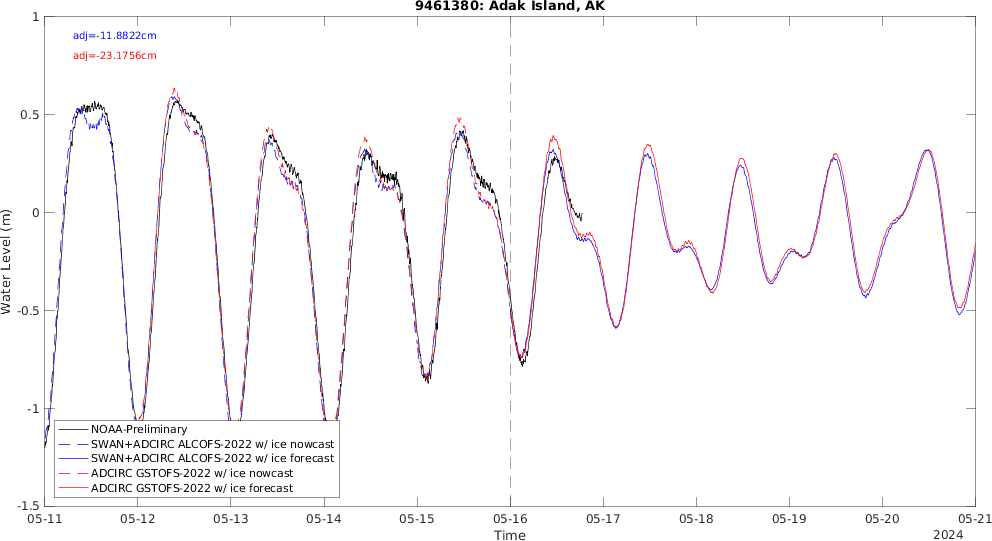 9461380: Adak Island, AK
adj=-11.8822cm
adj=-23.1756cm
1
0.5
0
-0.5
-1
-1.5
Water Level (m)
NOAA-Preliminary
SWAN+ADCIRC ALCOFS-2022 w/ ice nowcast
SWAN+ADCIRC ALCOFS-2022 w/ ice forecast
ADCIRC GSTOFS-2022 w/ ice nowcast
ADCIRC GSTOFS-2022 w/ ice forecast
05-11 05-12 05-13 05-14 05-15 05-16 05-17 05-18 05-19 05-20 05-21
Time
2024